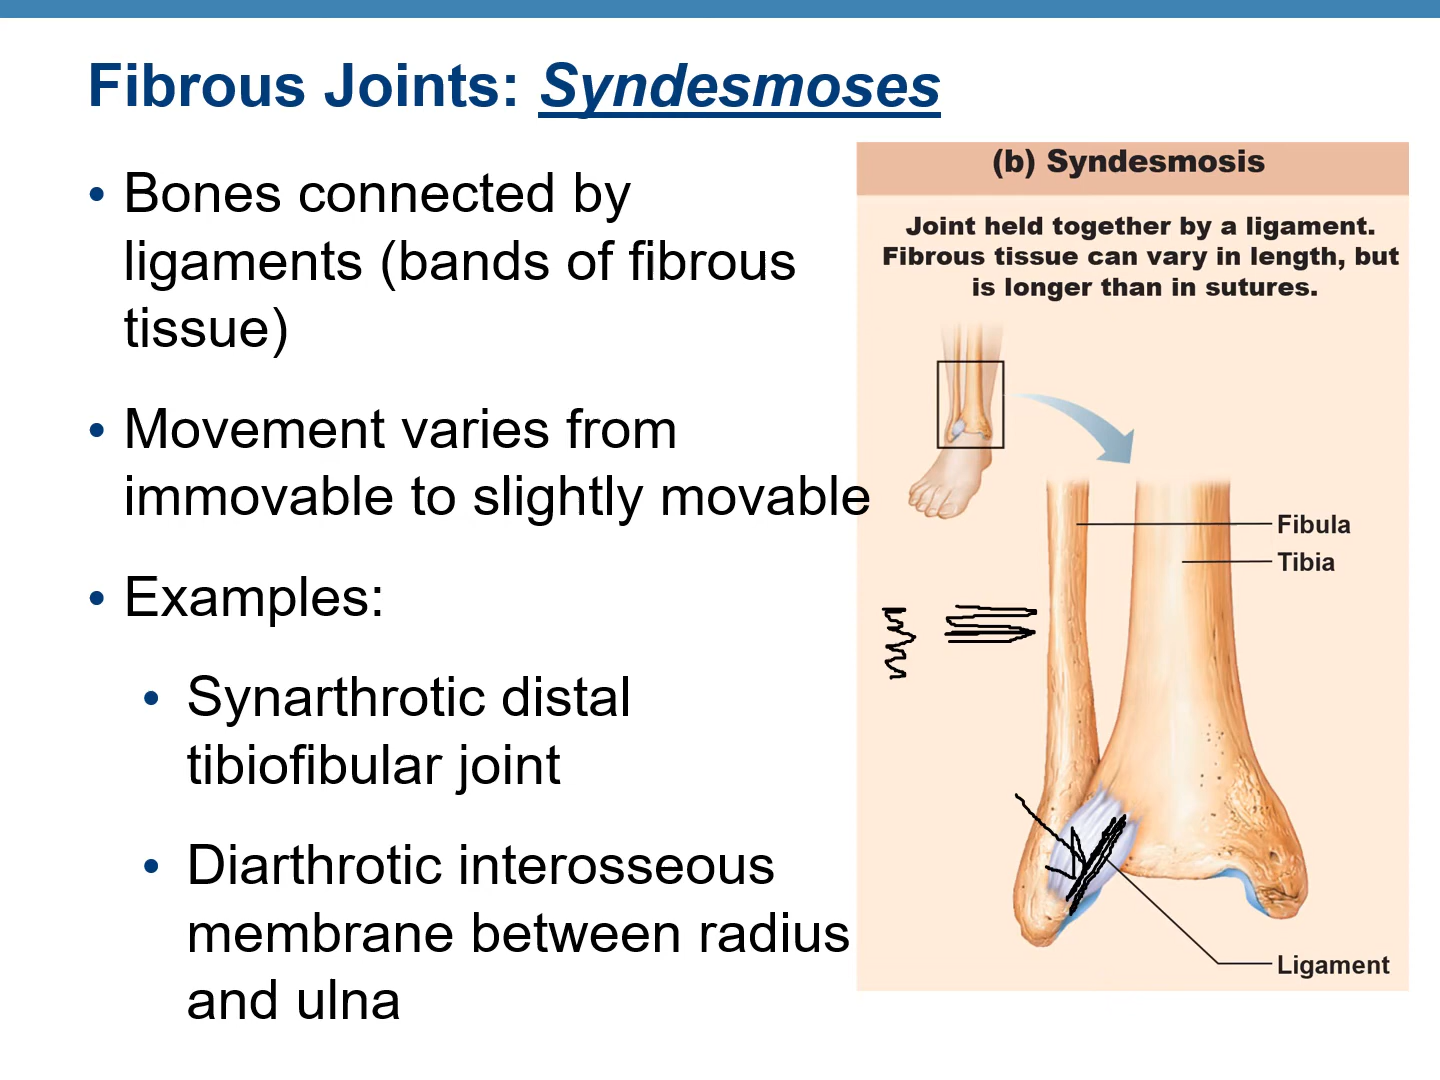 Fibrous Joints: Syndesmoses
• Bones connected by
ligaments (bands of fibrous
tissue)
• Movement varies from
immovable to slightly movable
• Examples:
• Synarthrotic distal
tibiofibular joint
• Diarthrotic interosseous
membrane between radius
and ulna
(b) Syndesmosis
Joint held together by a ligament.
Fibrous tissue can vary in length, but
is longer than in sutures.
Fibula
Tibia
Ligament